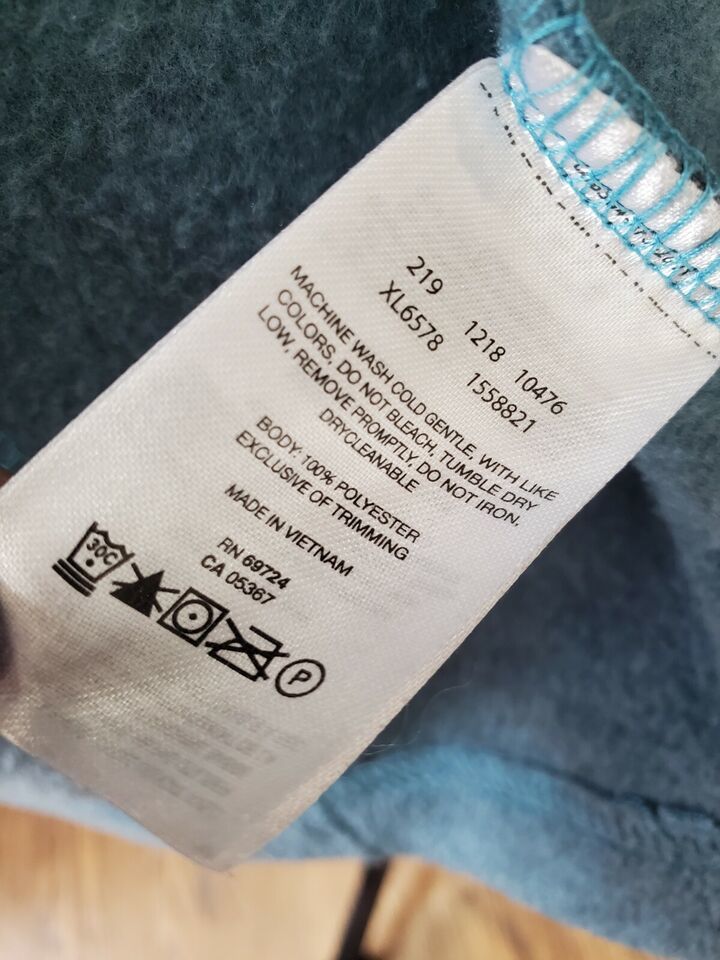 219 1218 10476
XL6578 1558821
MACHINE WASH COLD GENTLE, WITH LIKE
COLORS, DO NOT BLEACH, TUMBLE DRY
LOW, REMOVE PROMPTLY, DO NOT IRON,
DRYCLEANABLE
BODY: 100% POLYESTER
EXCLUSIVE OF TRIMMING
MADE IN VIETNAM
RN 69724
CA 05367
30C
P